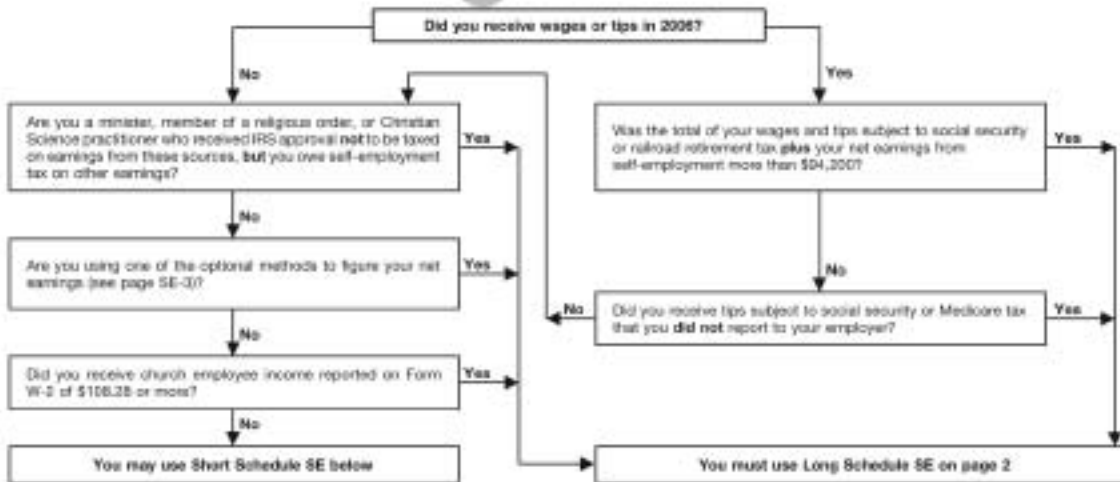 Did you receive wages or tips in 2006?
No
Yes
Are you a minister, member of a religious order, or Christian
Science practitioner who received IRS approval not to be taxed
on earnings from these sources, but you owe self-employment
tax on other earnings?
Yes
Was the total of your wages and tips subject to social security
or railroad retirement tax plus your net earnings from
self-employment more than $94,200?
Yes
No
No
Are you using one of the optional methods to figure your net
earnings (see page SE-3)?
Yes
No
Did you receive tips subject to social security or Medicare tax
that you did not report to your employer?
Yes
No
Did you receive church employee income reported on Form
W-2 of $108.28 or more?
Yes
No
You may use Short Schedule SE below
You must use Long Schedule SE on page 2